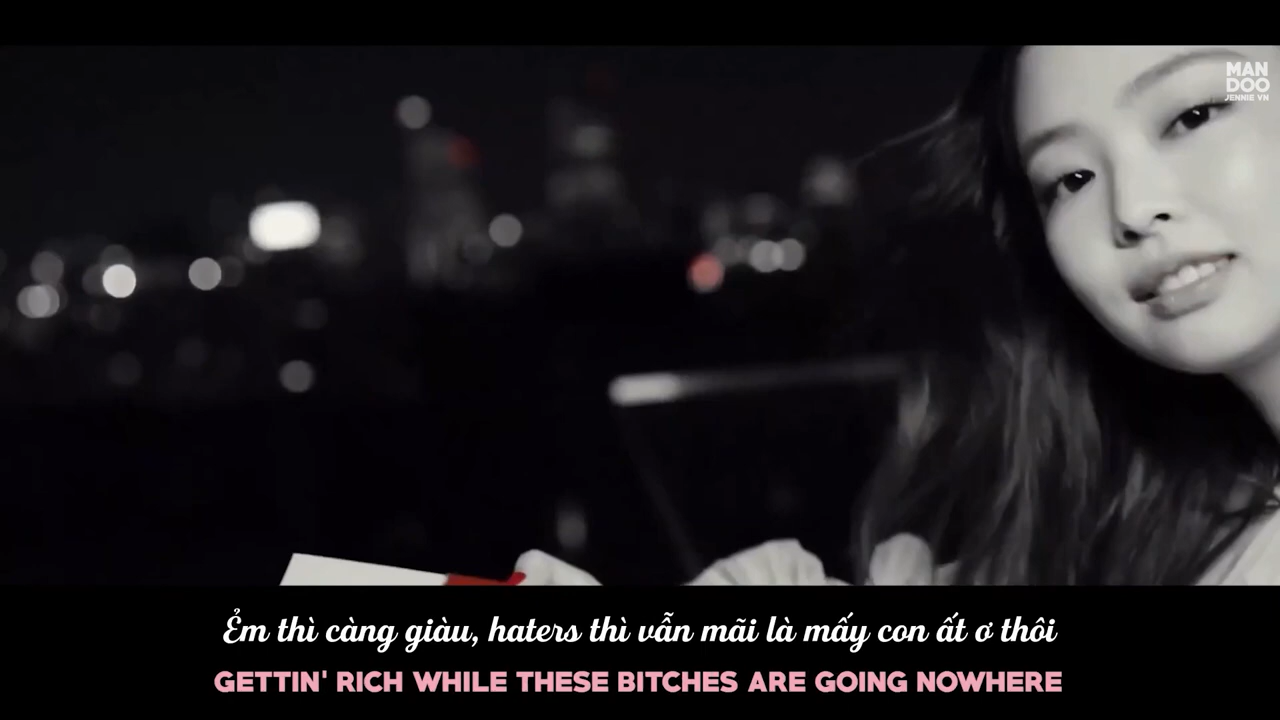 MAN
DOO
JENNIE VN
Ẻm thì càng giàu, haters thì vẫn mãi là mấy con ất ơ thôi
GETTIN' RICH WHILE THESE BITCHES ARE GOING NOWHERE